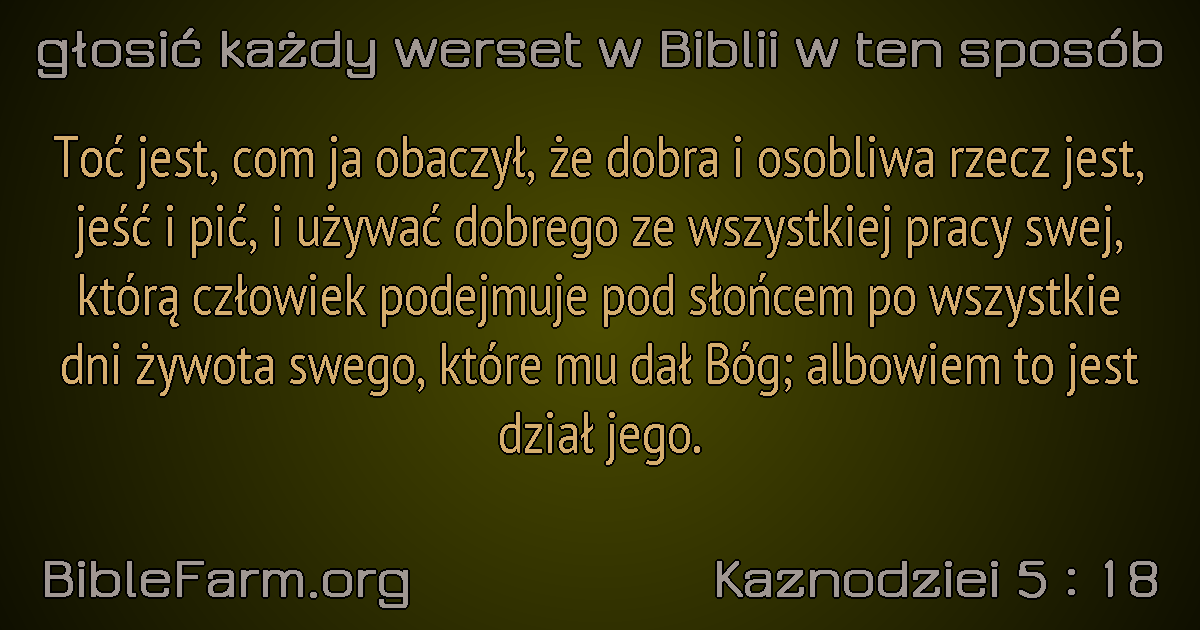 głosić każdy werset w Biblii w ten sposób
Toć jest, com ja obaczył, że dobra i osobliwa rzecz jest,
jeść i pić, i używać dobrego ze wszystkiej pracy swej,
którą człowiek podejmuje pod słońcem po wszystkie
dni żywota swego, które mu dał Bóg; albowiem to jest
dział jego.
BibleFarm.org
Kaznodziei 5 : 18